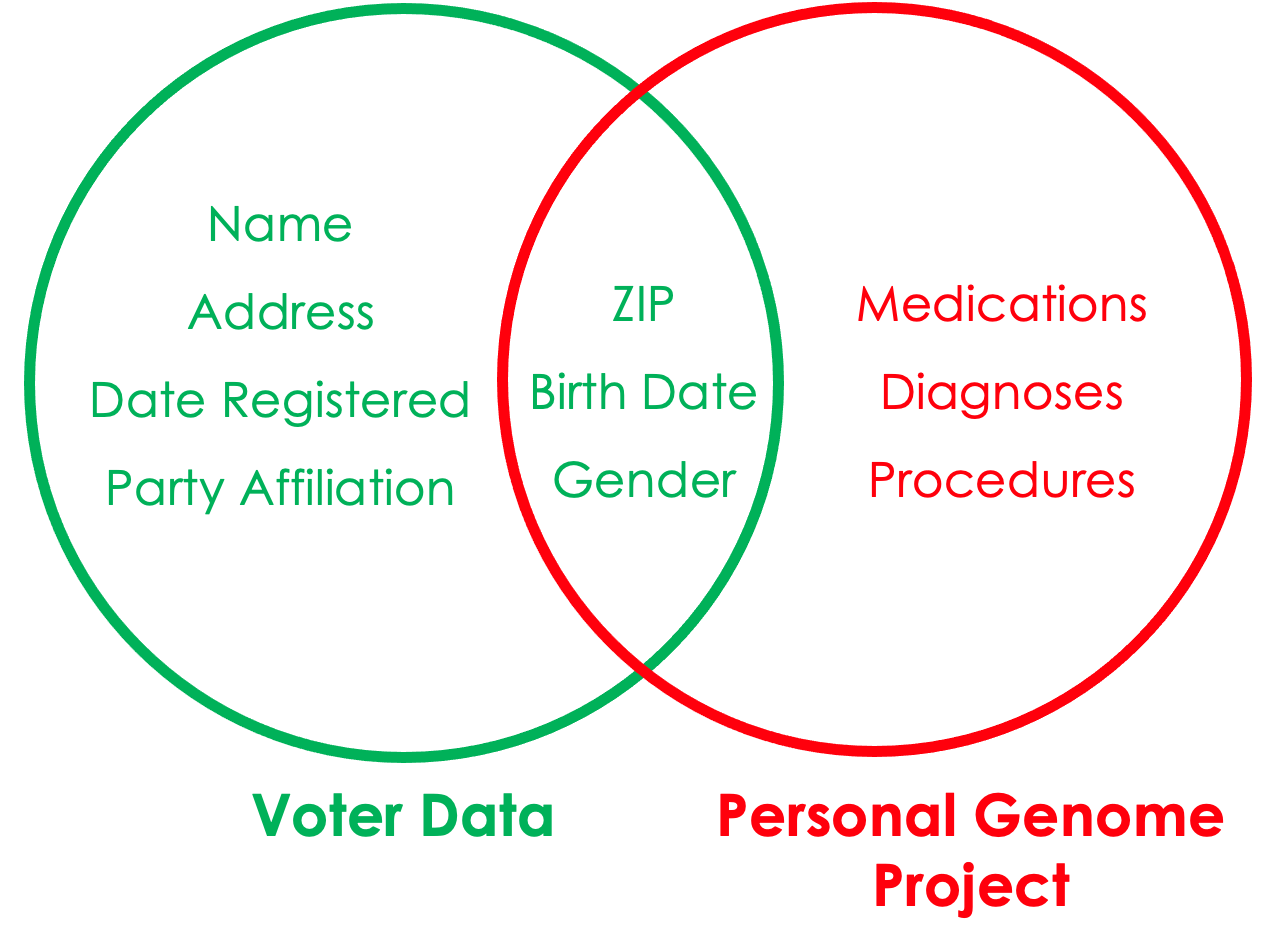 Name
Address
Date Registered
Party Affiliation
ZIP
Birth Date
Gender
Medications
Diagnoses
Procedures
Voter Data
Personal Genome
Project